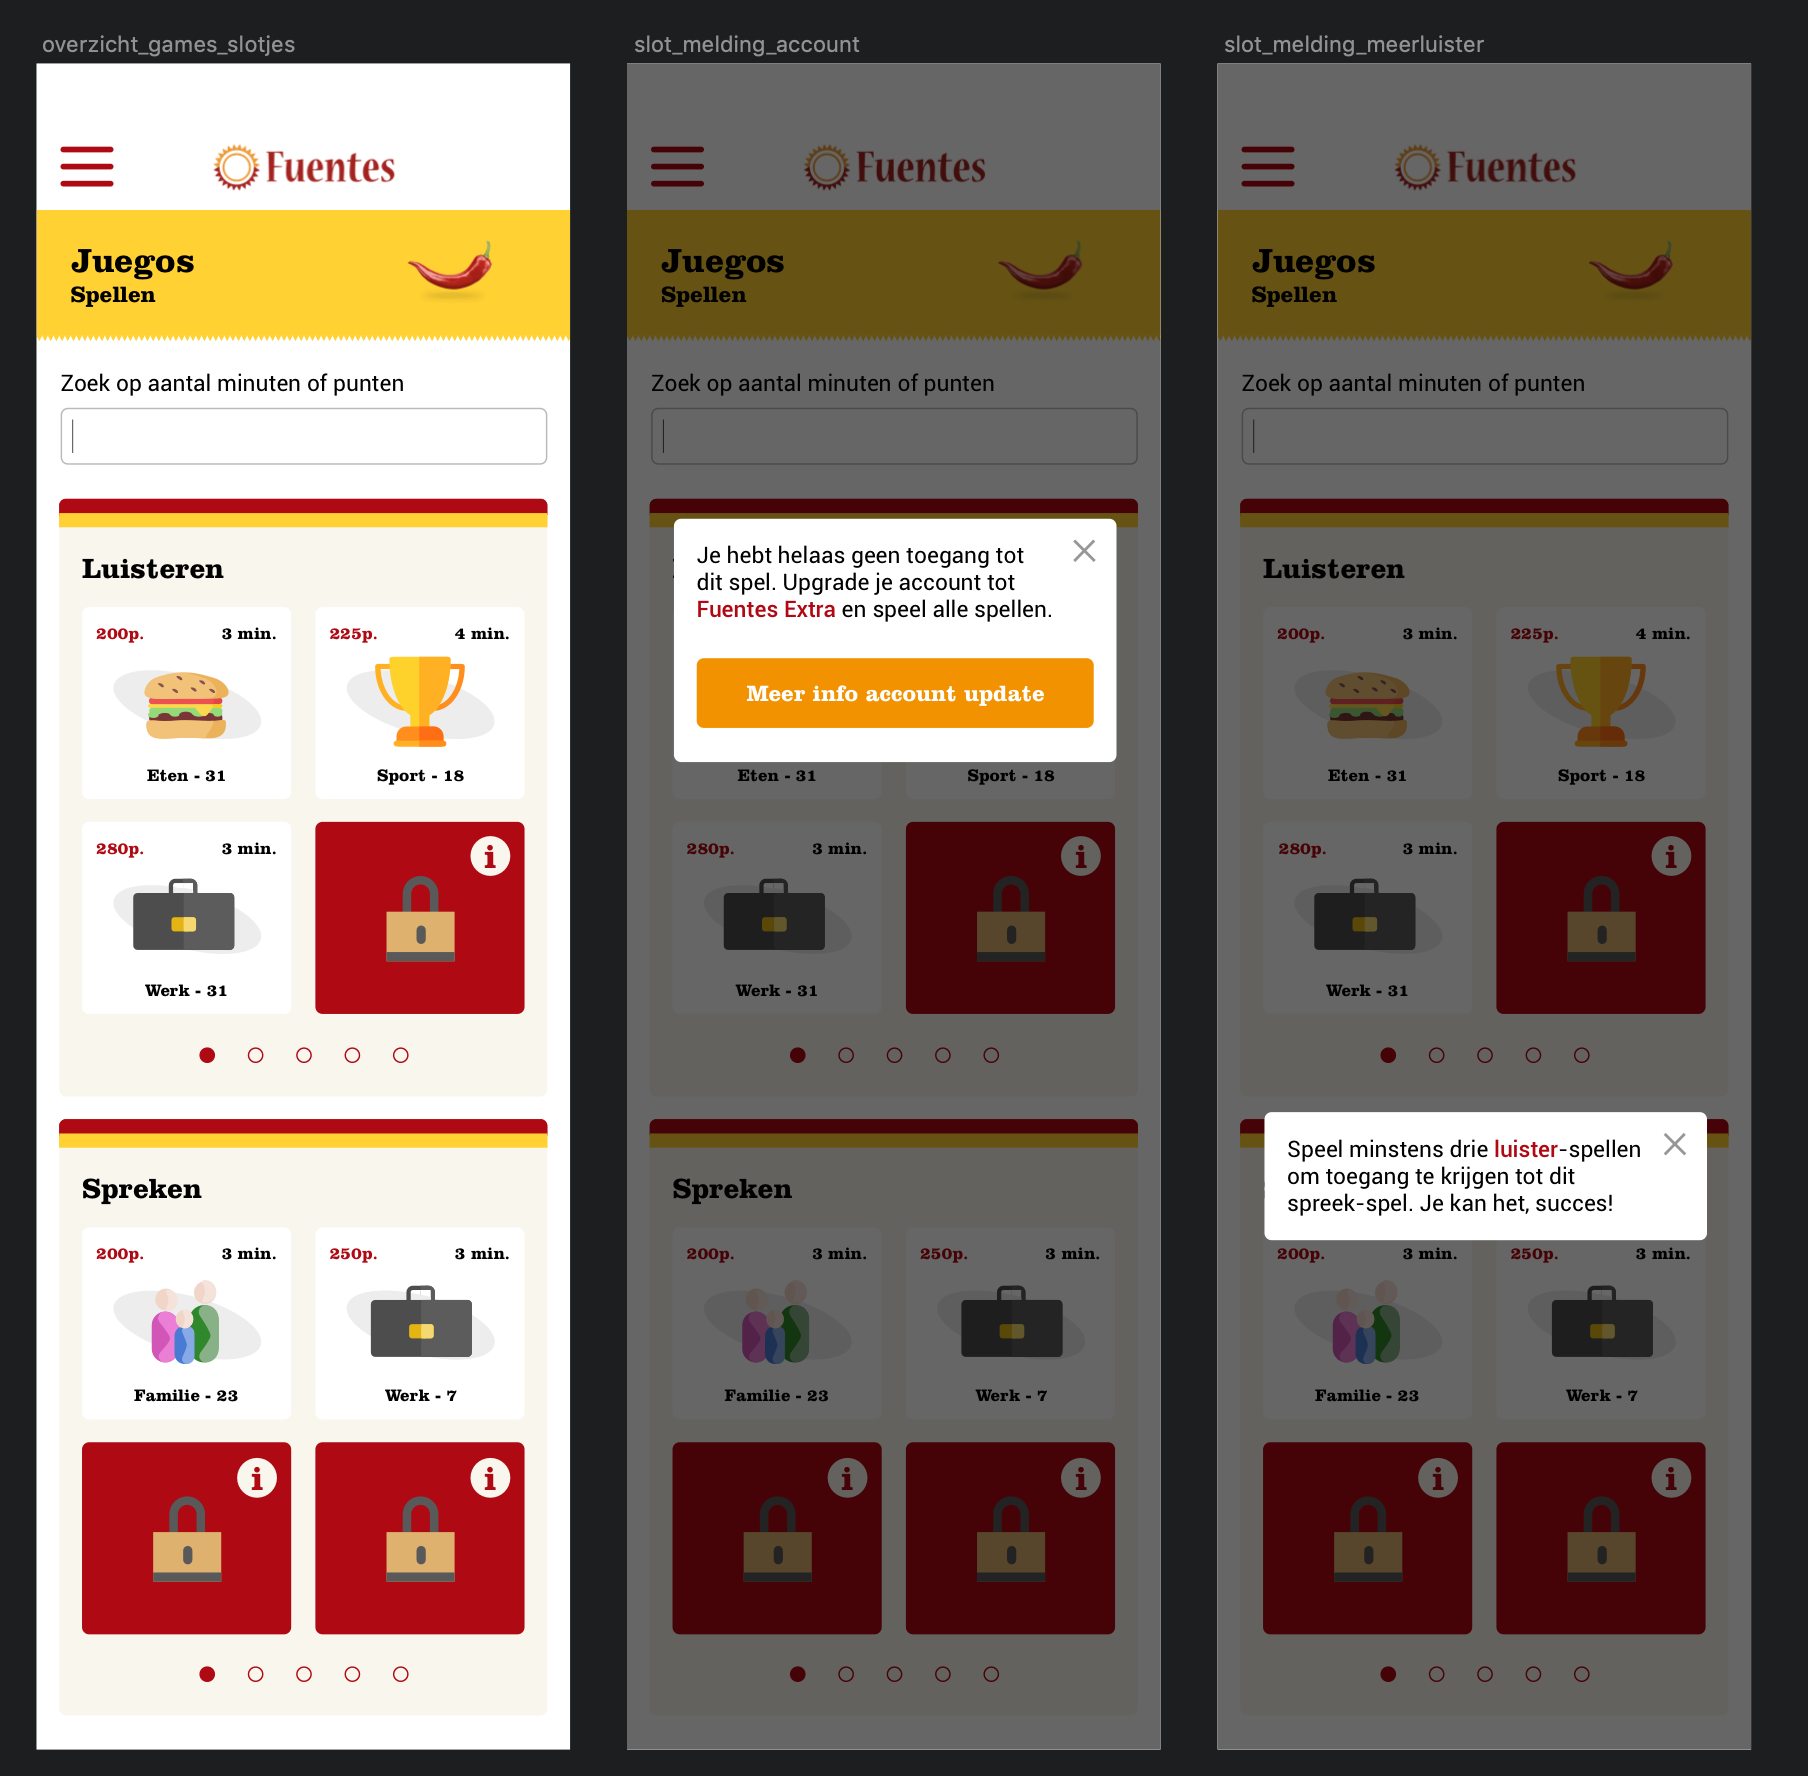 overzicht_games_slotjes
Fuentes
Juegos
Spellen
Zoek op aantal minuten of punten
Luisteren
200p. 3 min.
Eten - 31
225p. 4 min.
Sport - 18
280p. 3 min.
Werk - 31
i
Spreken
200p. 3 min.
Familie - 23
250p. 3 min.
Werk - 7
i
i
slot_melding_account
Fuentes
Juegos
Spellen
Zoek op aantal minuten of punten
Je hebt helaas geen toegang tot
dit spel. Upgrade je account tot
Fuentes Extra en speel alle spellen.
Meer info account update
Eten - 31
Sport - 18
280p. 3 min.
Werk - 31
i
Spreken
200p. 3 min.
Familie - 23
250p. 3 min.
Werk - 7
i
i
slot_melding_meerluister
Fuentes
Juegos
Spellen
Zoek op aantal minuten of punten
Luisteren
200p. 3 min.
Eten - 31
225p. 4 min.
Sport - 18
280p. 3 min.
Werk - 31
i
Speel minstens drie luister-spellen
om toegang te krijgen tot dit
spreek-spel. Je kan het, succes!
200p. 3 min.
Familie - 23
250p. 3 min.
Werk - 7
i
i